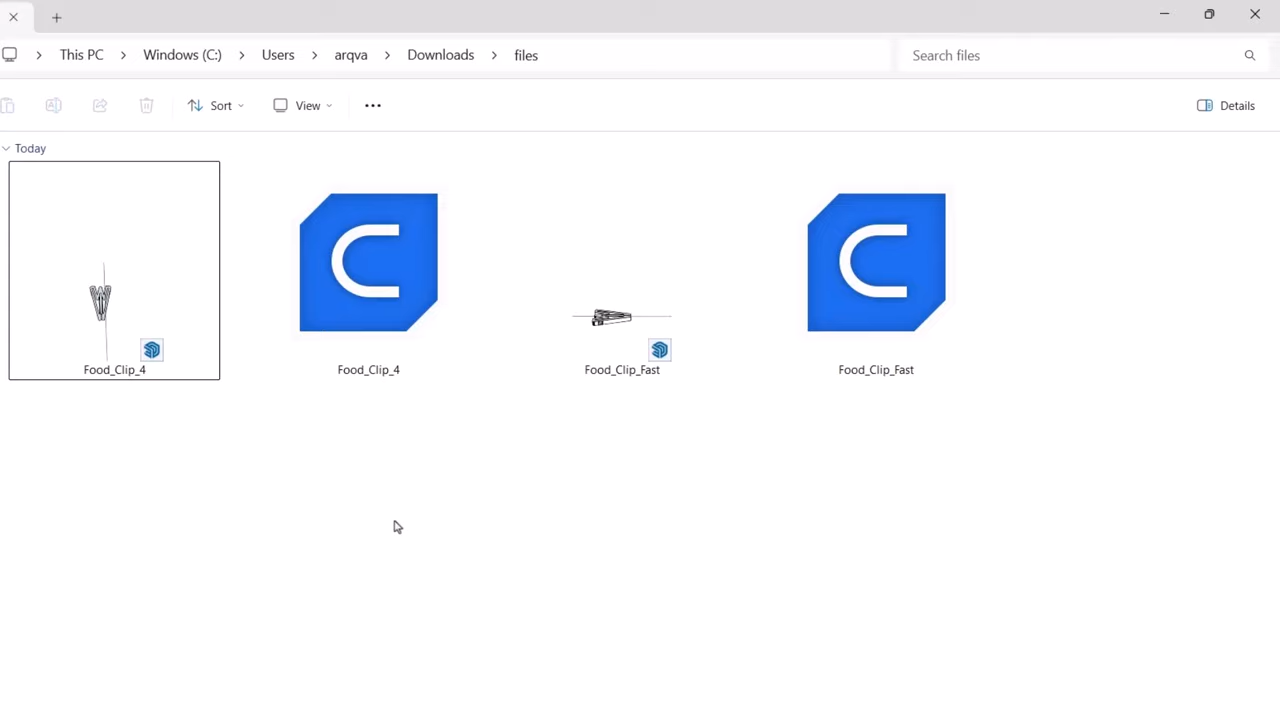 This PC > Windows (C:) > Users > arqva > Downloads > files
Search files
Sort
View
Details
Today
Food_Clip_4
Food_Clip_4
Food_Clip_Fast
Food_Clip_Fast